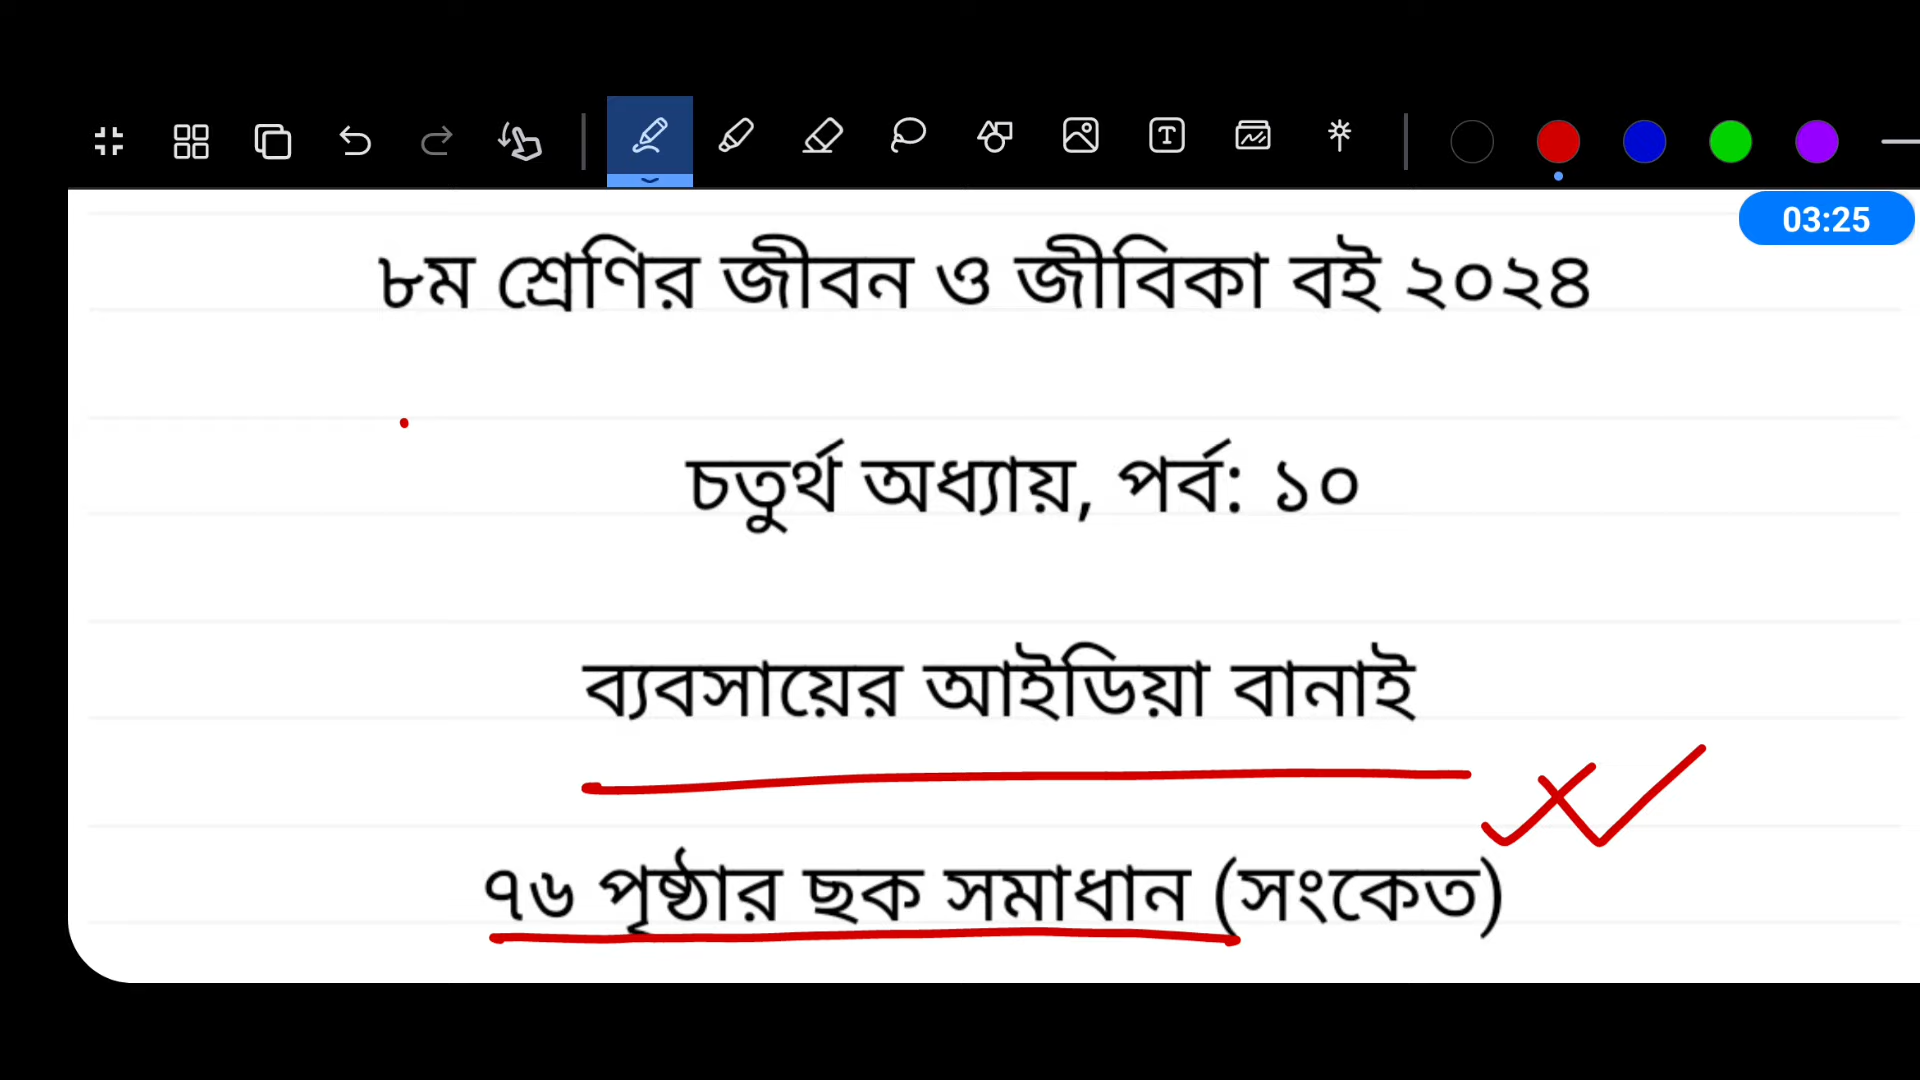 03:25
৮ম শ্রেণির জীবন ও জীবিকা বই ২০২৪
চতুর্থ অধ্যায়, পর্ব: ১০
ব্যবসায়ের আইডিয়া বানাই
৭৬ পৃষ্ঠার ছক সমাধান (সংকেত)